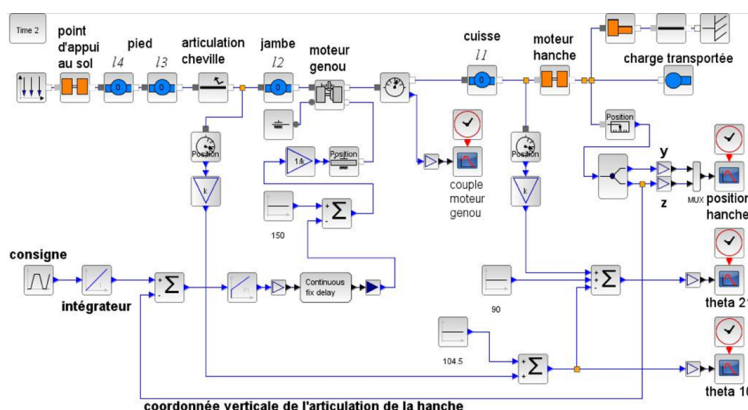 Time 2
point
d'appui
au sol
pied
l4
l3
articulation
cheville
jambe
l2
moteur
genou
cuisse
l1
moteur
hanche
charge transportée
Position
Position
Position
Position
1/k
k
k
couple
moteur
genou
y
z
MUX
position
hanche
150
Σ
consigne
intégrateur
Σ
Continuous
fix delay
90
Σ
theta 21
104.5
Σ
theta 10
coordonnée verticale de l'articulation de la hanche